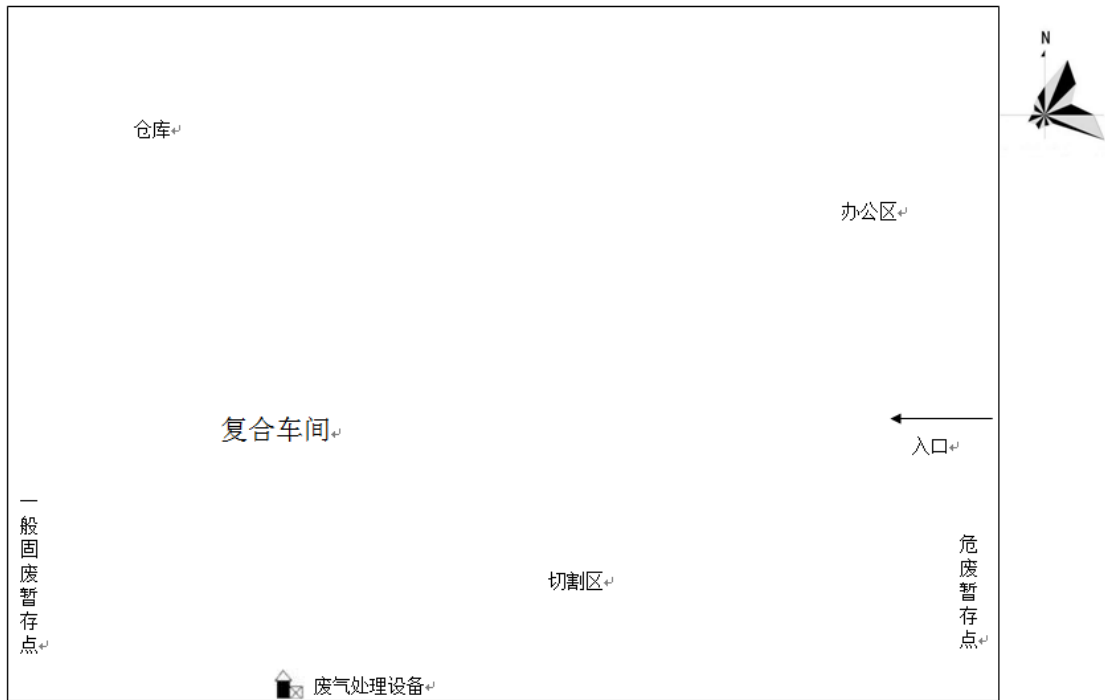 N
仓库
办公区
复合车间
入口
一般固废暂存点
危废暂存点
切割区
废气处理设备